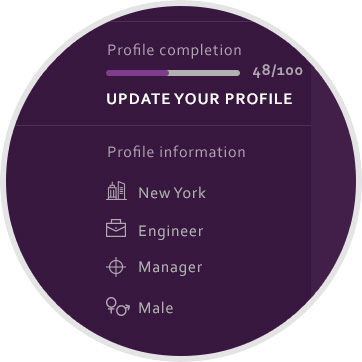 Profile completion
48/100
UPDATE YOUR PROFILE
Profile information
New York
Engineer
Manager
Male